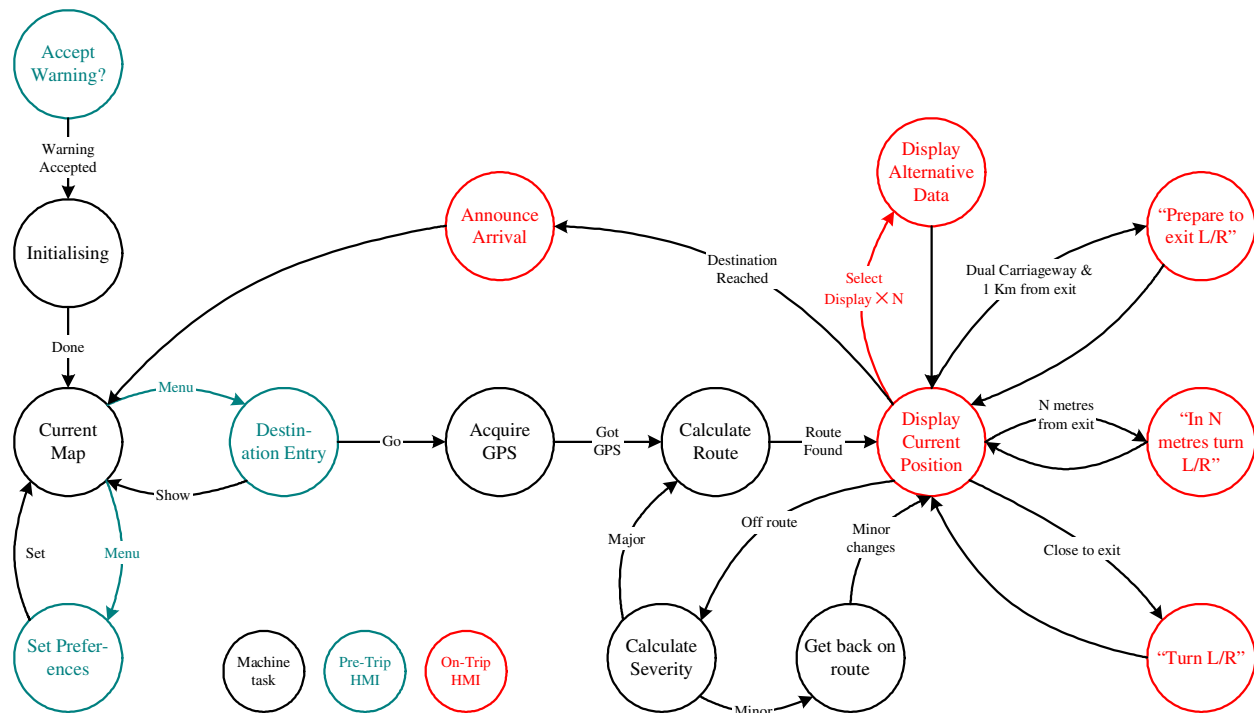 Accept
Warning?
Warning
Accepted
Initialising
Done
Announce
Arrival
Destination
Reached
Display
Alternative
Data
Select
Display × N
Dual Carriageway &
1 Km from exit
“Prepare to
exit L/R”
Current
Map
Menu
Destin-
ation Entry
Show
Go
Acquire
GPS
Got
GPS
Calculate
Route
Route
Found
Display
Current
Position
N metres
from exit
“In N
metres turn
L/R”
Set
Menu
Major
Off route
Minor
changes
Close to exit
Set Prefer-
ences
Machine
task
Pre-Trip
HMI
On-Trip
HMI
Calculate
Severity
Minor
Get back on
route
“Turn L/R”